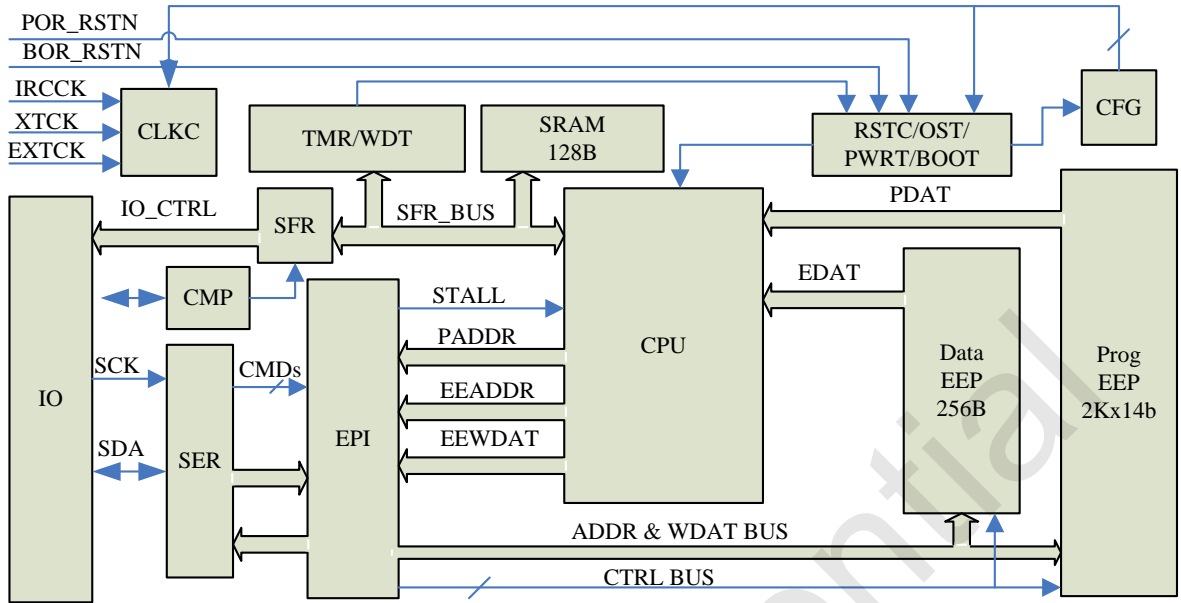 POR_RSTN
BOR_RSTN
IRCCK
XTCK
EXTCK
CLKC
TMR/WDT
SRAM
128B
RSTC/OST/
PWRT/BOOT
CFG
IO_CTRL
SFR
SFR_BUS
PDAT
CMP
STALL
EDAT
PADDR
CPU
SCK
CMDs
IO
EEADDR
Data
EEP
256B
Prog
EEP
2Kx14b
EPI
EEWDAT
SDA
SER
ADDR & WDAT BUS
CTRL BUS